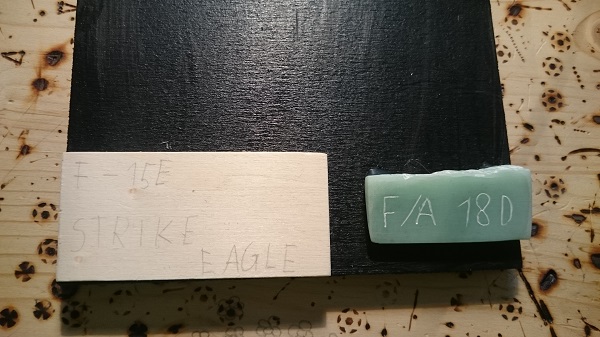 F-15E
STRIKE
EAGLE
F/A 18D